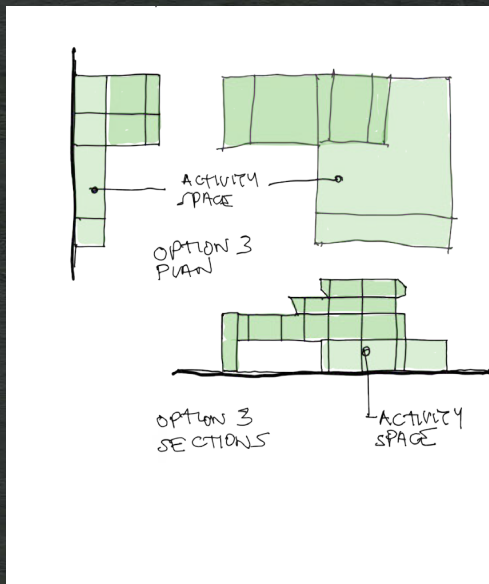 ACTIVITY
SPACE
OPTION 3
PLAN
OPTION 3
SECTIONS
ACTIVITY
SPACE